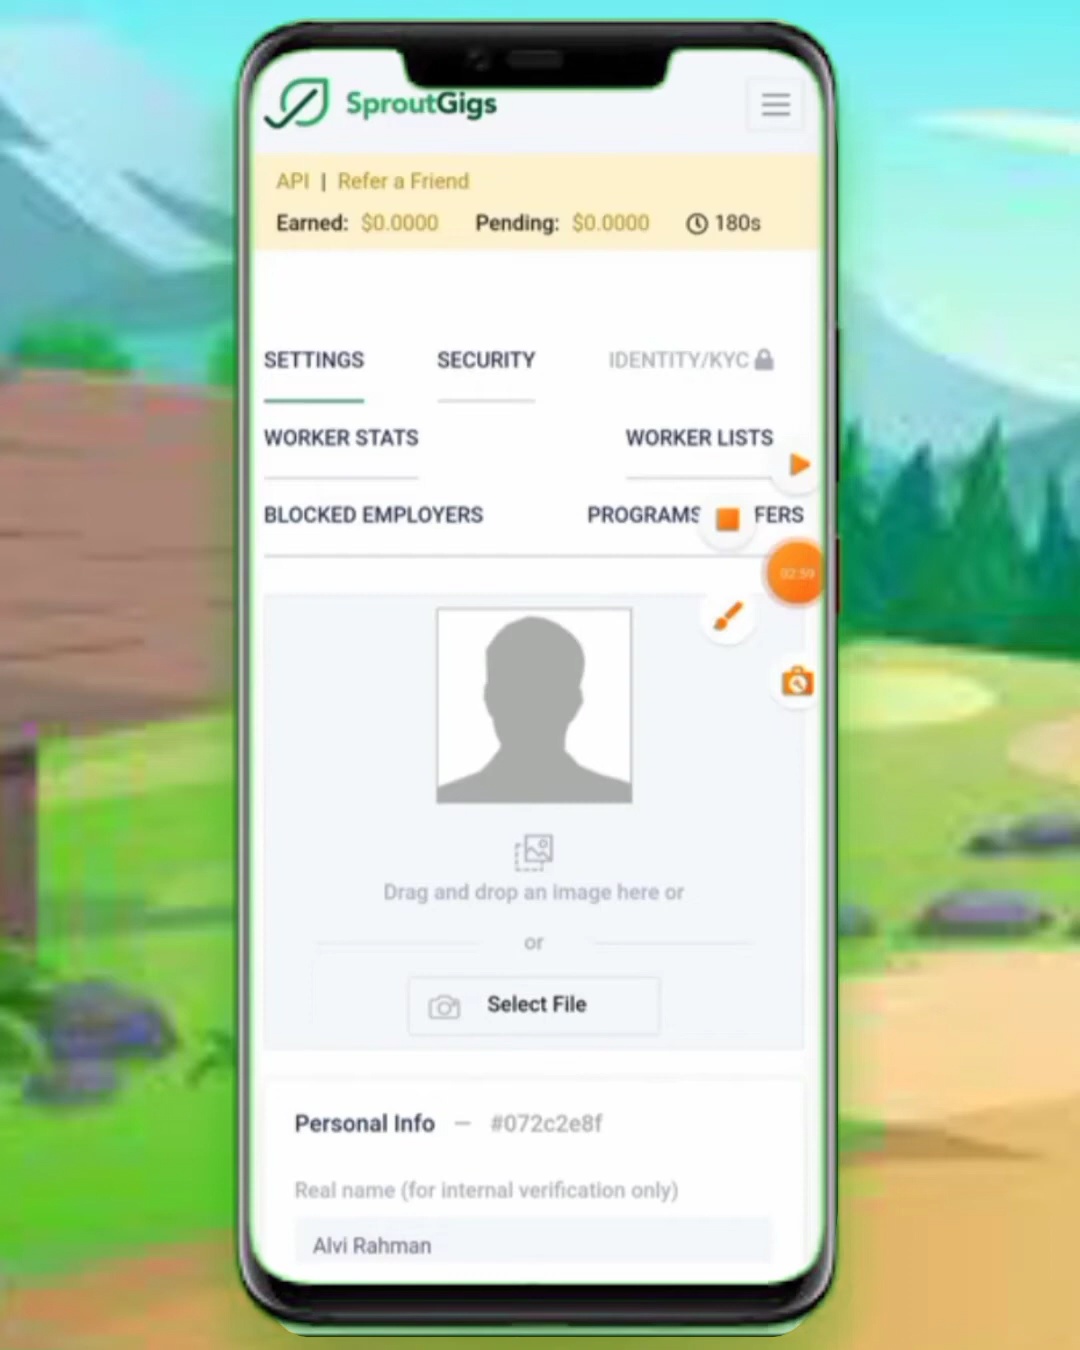 SproutGigs
API | Refer a Friend
Earned: $0.0000 Pending: $0.0000 180s
SETTINGS SECURITY IDENTITY/KYC
WORKER STATS WORKER LISTS
BLOCKED EMPLOYERS PROGRAMS FERS
02:59
Drag and drop an image here or
or
Select File
Personal Info — #072c2e8f
Real name (for internal verification only)
Alvi Rahman